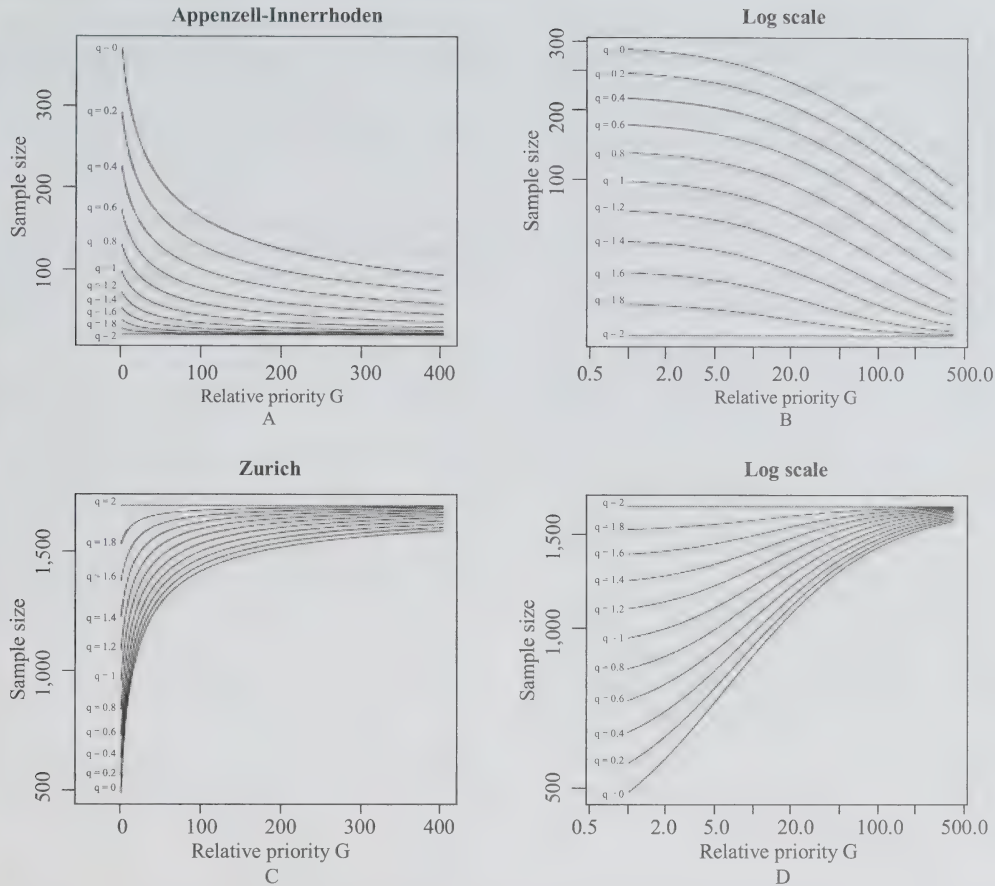 Appenzell-Innerrhoden
Sample size
300
200
100
q – 0
q = 0.2
q = 0.4
q = 0.6
q – 0.8
q = 1
q = 1.2
q – 1.4
q – 1.6
q – 1.8
q – 2
0 100 200 300 400
Relative priority G
A
Log scale
Sample size
300
200
100
q – 0
q – 0.2
q = 0.4
q = 0.6
q – 0.8
q – 1
q – 1.2
q – 1.4
q – 1.6
q – 1.8
q – 2
0.5 2.0 5.0 20.0 100.0 500.0
Relative priority G
B
Zurich
Sample size
1,500
1,000
500
q = 2
q = 1.8
q – 1.6
q = 1.4
q = 1.2
q – 1
q = 0.8
q – 0.6
q – 0.4
q = 0.2
q = 0
0 100 200 300 400
Relative priority G
C
Log scale
Sample size
1,500
1,000
500
q – 2
q – 1.8
q – 1.6
q = 1.4
q = 1.2
q – 1
q = 0.8
q – 0.6
q – 0.4
q = 0.2
q – 0
0.5 2.0 5.0 20.0 100.0 500.0
Relative priority G
D